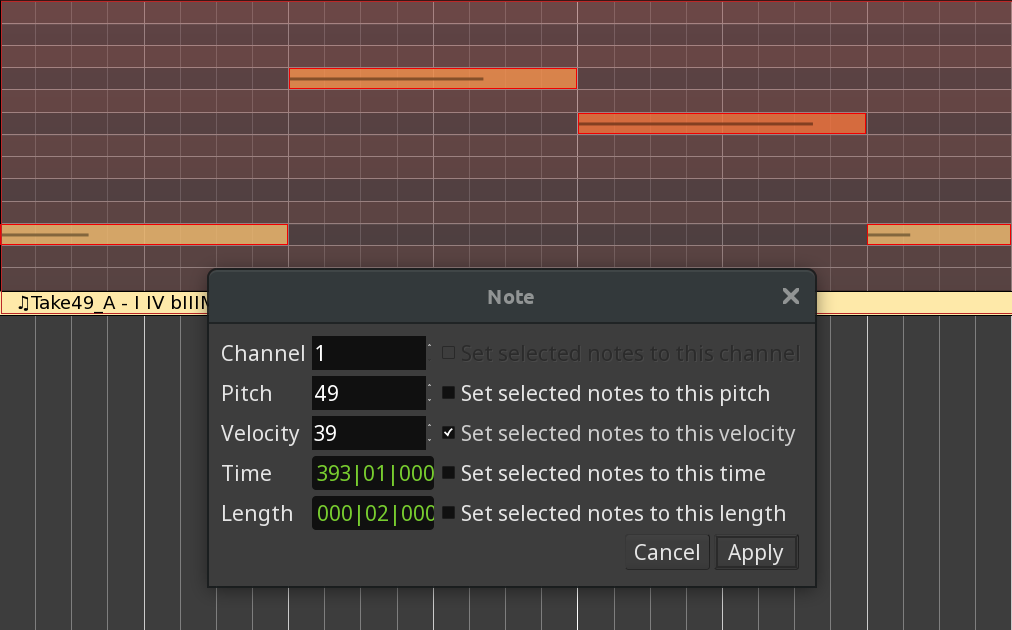 ♫Take49_A - I IV bIII
Note
Channel 1 Set selected notes to this channel
Pitch 49 Set selected notes to this pitch
Velocity 39 Set selected notes to this velocity
Time 393|01|000 Set selected notes to this time
Length 000|02|000 Set selected notes to this length
Cancel Apply